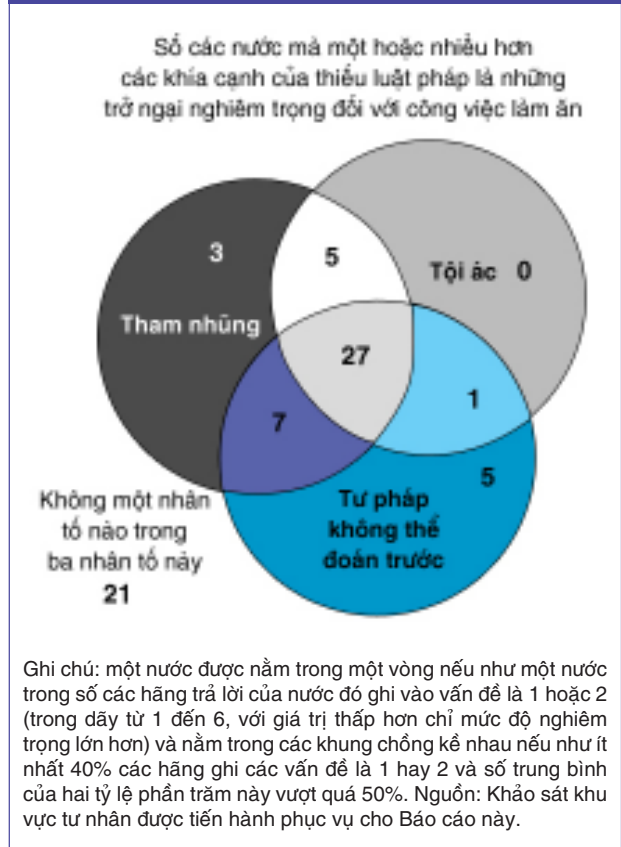 Số các nước mà một hoặc nhiều hơn
các khía cạnh của thiếu luật pháp là những
trở ngại nghiêm trọng đối với công việc làm ăn
3
5
Tội ác 0
Tham nhũng
27
1
7
5
Không một nhân
tố nào trong
ba nhân tố này
21
Tư pháp
không thể
đoán trước
Ghi chú: một nước được nằm trong một vòng nếu như một nước
trong số các hãng trả lời của nước đó ghi vào vấn đề là 1 hoặc 2
(trong dãy từ 1 đến 6, với giá trị thấp hơn chỉ mức độ nghiêm
trọng lớn hơn) và nằm trong các khung chồng kề nhau nếu như ít
nhất 40% các hãng ghi các vấn đề là 1 hay 2 và số trung bình
của hai tỷ lệ phần trăm này vượt quá 50%. Nguồn: Khảo sát khu
vực tư nhân được tiến hành phục vụ cho Báo cáo này.